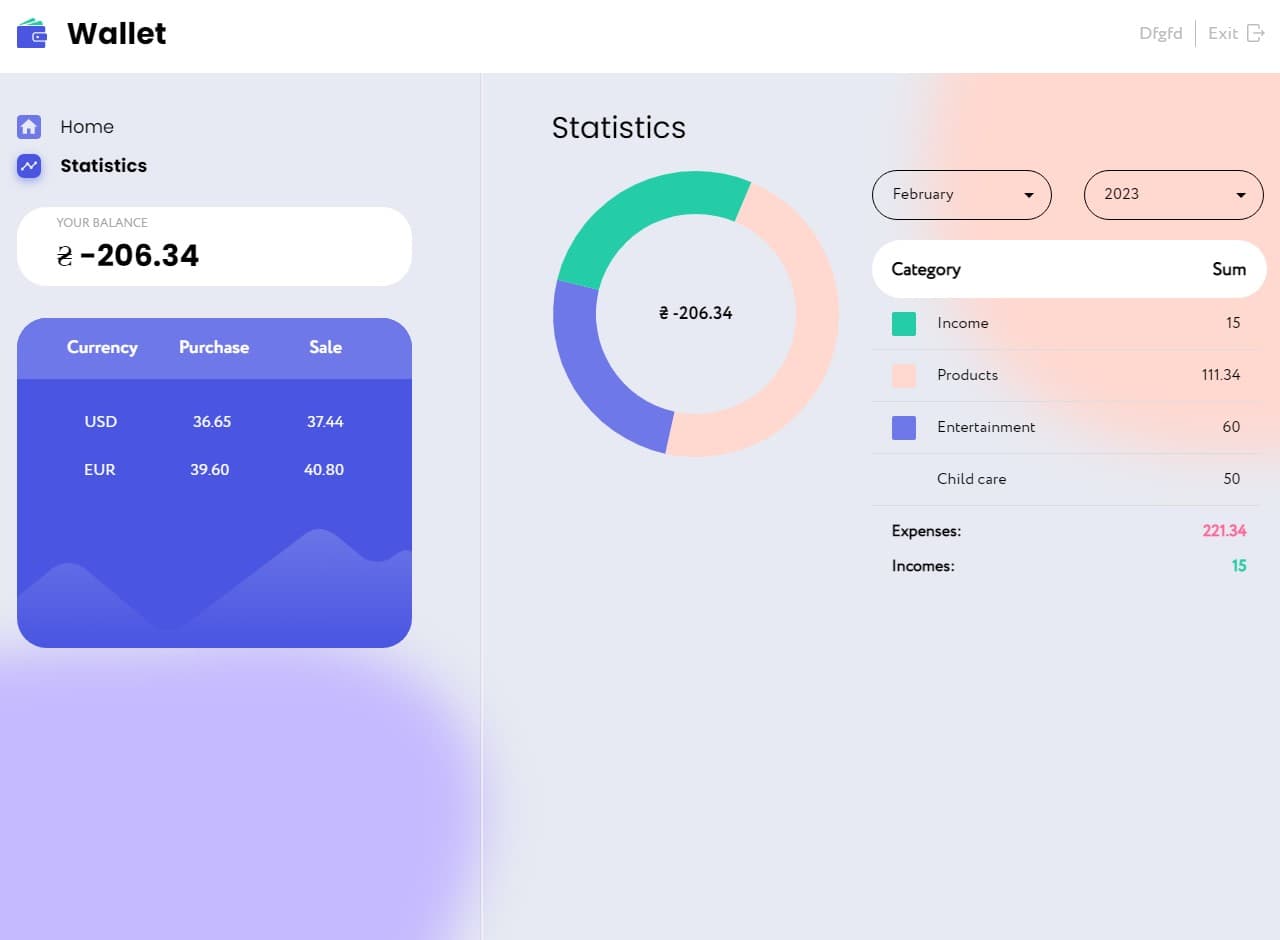 Wallet
Dfgfd
Exit
Home
Statistics
YOUR BALANCE
₴ -206.34
Currency Purchase Sale
USD 36.65 37.44
EUR 39.60 40.80
Statistics
₴ -206.34
February
2023
Category Sum
Income 15
Products 111.34
Entertainment 60
Child care 50
Expenses: 221.34
Incomes: 15